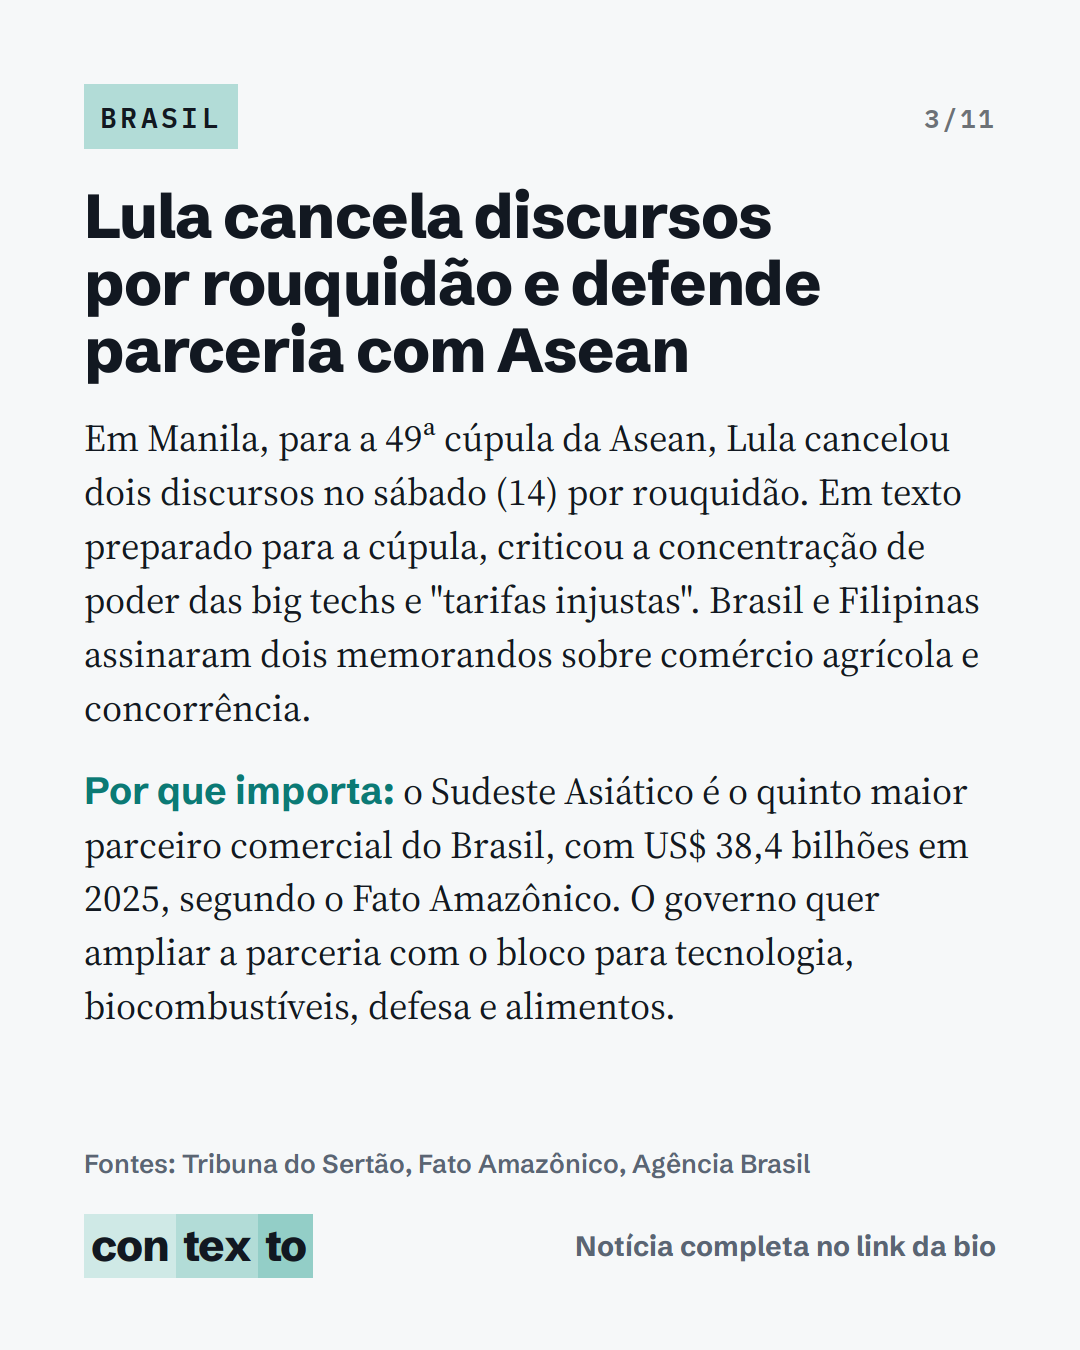 BRASIL
3/11
Lula cancela discursos
por rouquidão e defende
parceria com Asean
Em Manila, para a 49ª cúpula da Asean, Lula cancelou
dois discursos no sábado (14) por rouquidão. Em texto
preparado para a cúpula, criticou a concentração de
poder das big techs e "tarifas injustas". Brasil e Filipinas
assinaram dois memorandos sobre comércio agrícola e
concorrência.
Por que importa: o Sudeste Asiático é o quinto maior
parceiro comercial do Brasil, com US$ 38,4 bilhões em
2025, segundo o Fato Amazônico. O governo quer
ampliar a parceria com o bloco para tecnologia,
biocombustíveis, defesa e alimentos.
Fontes: Tribuna do Sertão, Fato Amazônico, Agência Brasil
contexto
Notícia completa no link da bio